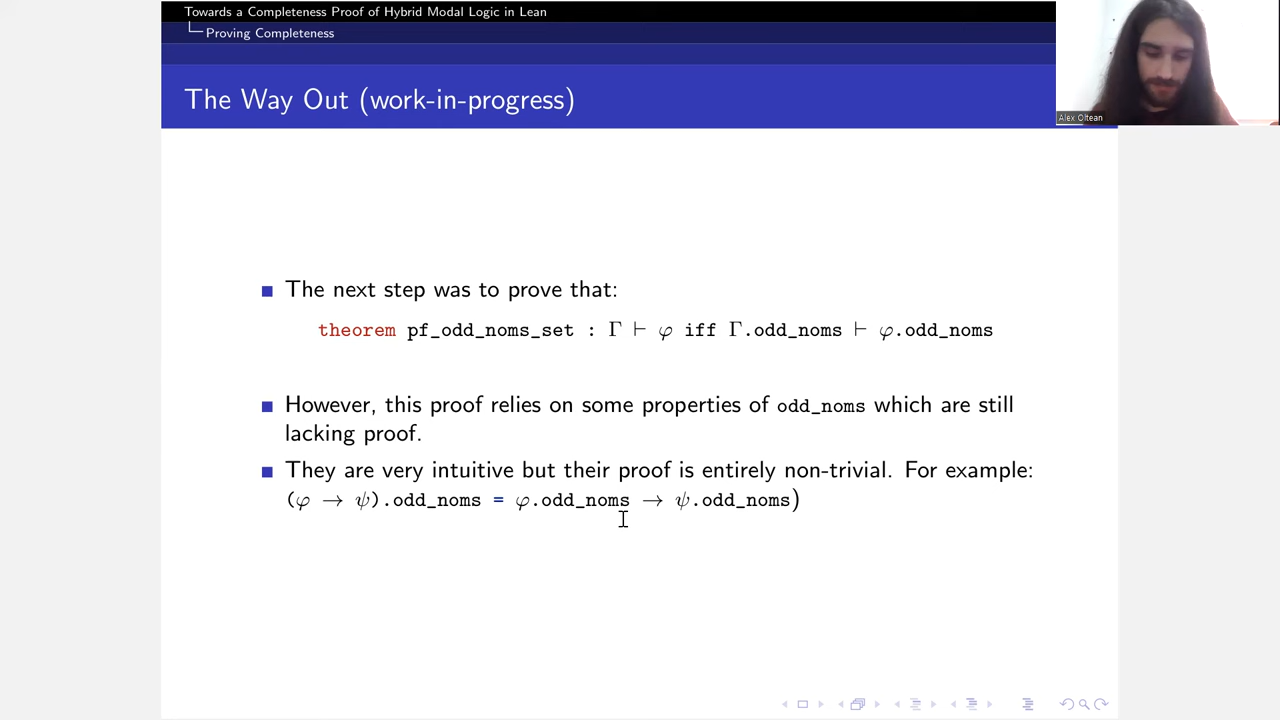 Towards a Completeness Proof of Hybrid Modal Logic in Lean
Proving Completeness
The Way Out (work-in-progress)
Alex Oltean
The next step was to prove that:
theorem pf_odd_noms_set : Γ ⊢ φ iff Γ.odd_noms ⊢ φ.odd_noms
However, this proof relies on some properties of odd_noms which are still
lacking proof.
They are very intuitive but their proof is entirely non-trivial. For example:
(φ → ψ).odd_noms = φ.odd_noms → ψ.odd_noms)